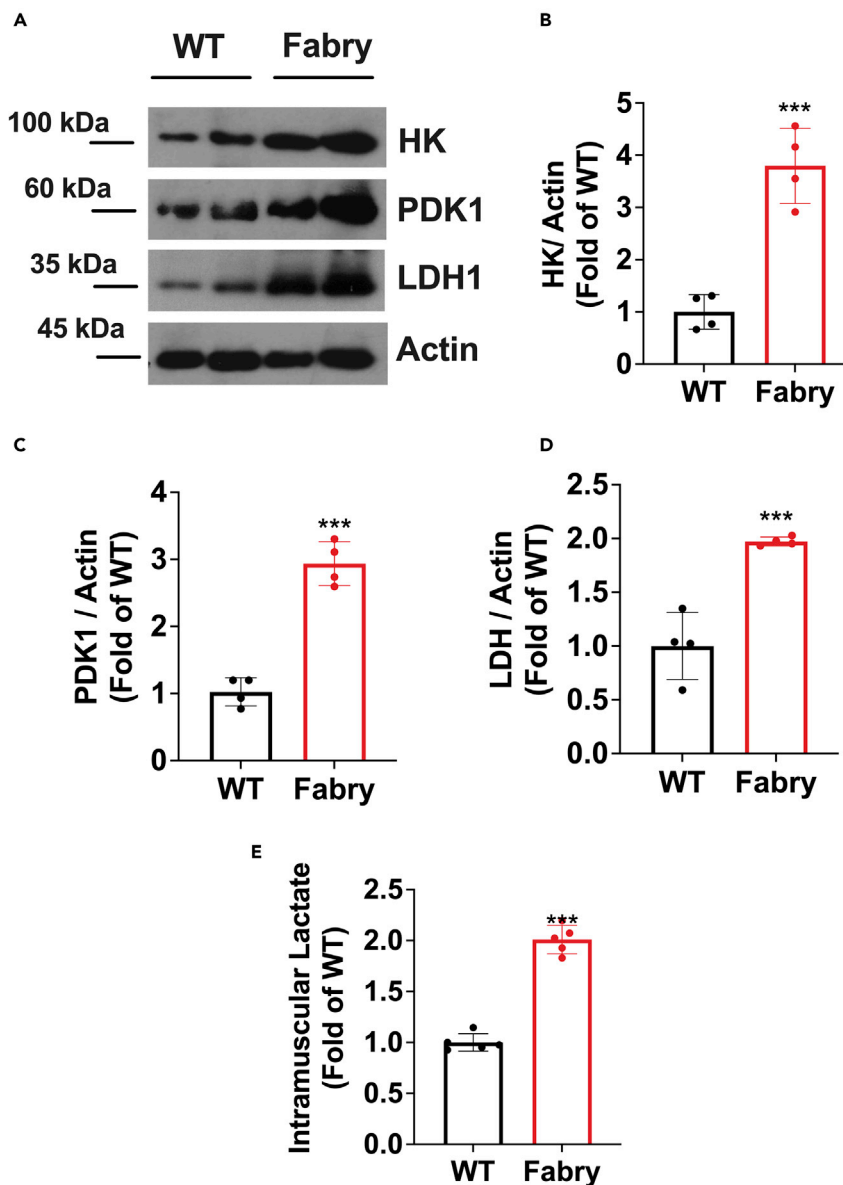 A
WT Fabry
100 kDa
HK
60 kDa
PDK1
35 kDa
LDH1
45 kDa
Actin
B
HK/ Actin
(Fold of WT)
5
4
3
2
1
0
***
WT Fabry
C
PDK1 / Actin
(Fold of WT)
4
3
2
1
0
***
WT Fabry
D
LDH / Actin
(Fold of WT)
2.5
2.0
1.5
1.0
0.5
0.0
***
WT Fabry
E
Intramuscular Lactate
(Fold of WT)
2.5
2.0
1.5
1.0
0.5
0.0
***
WT Fabry